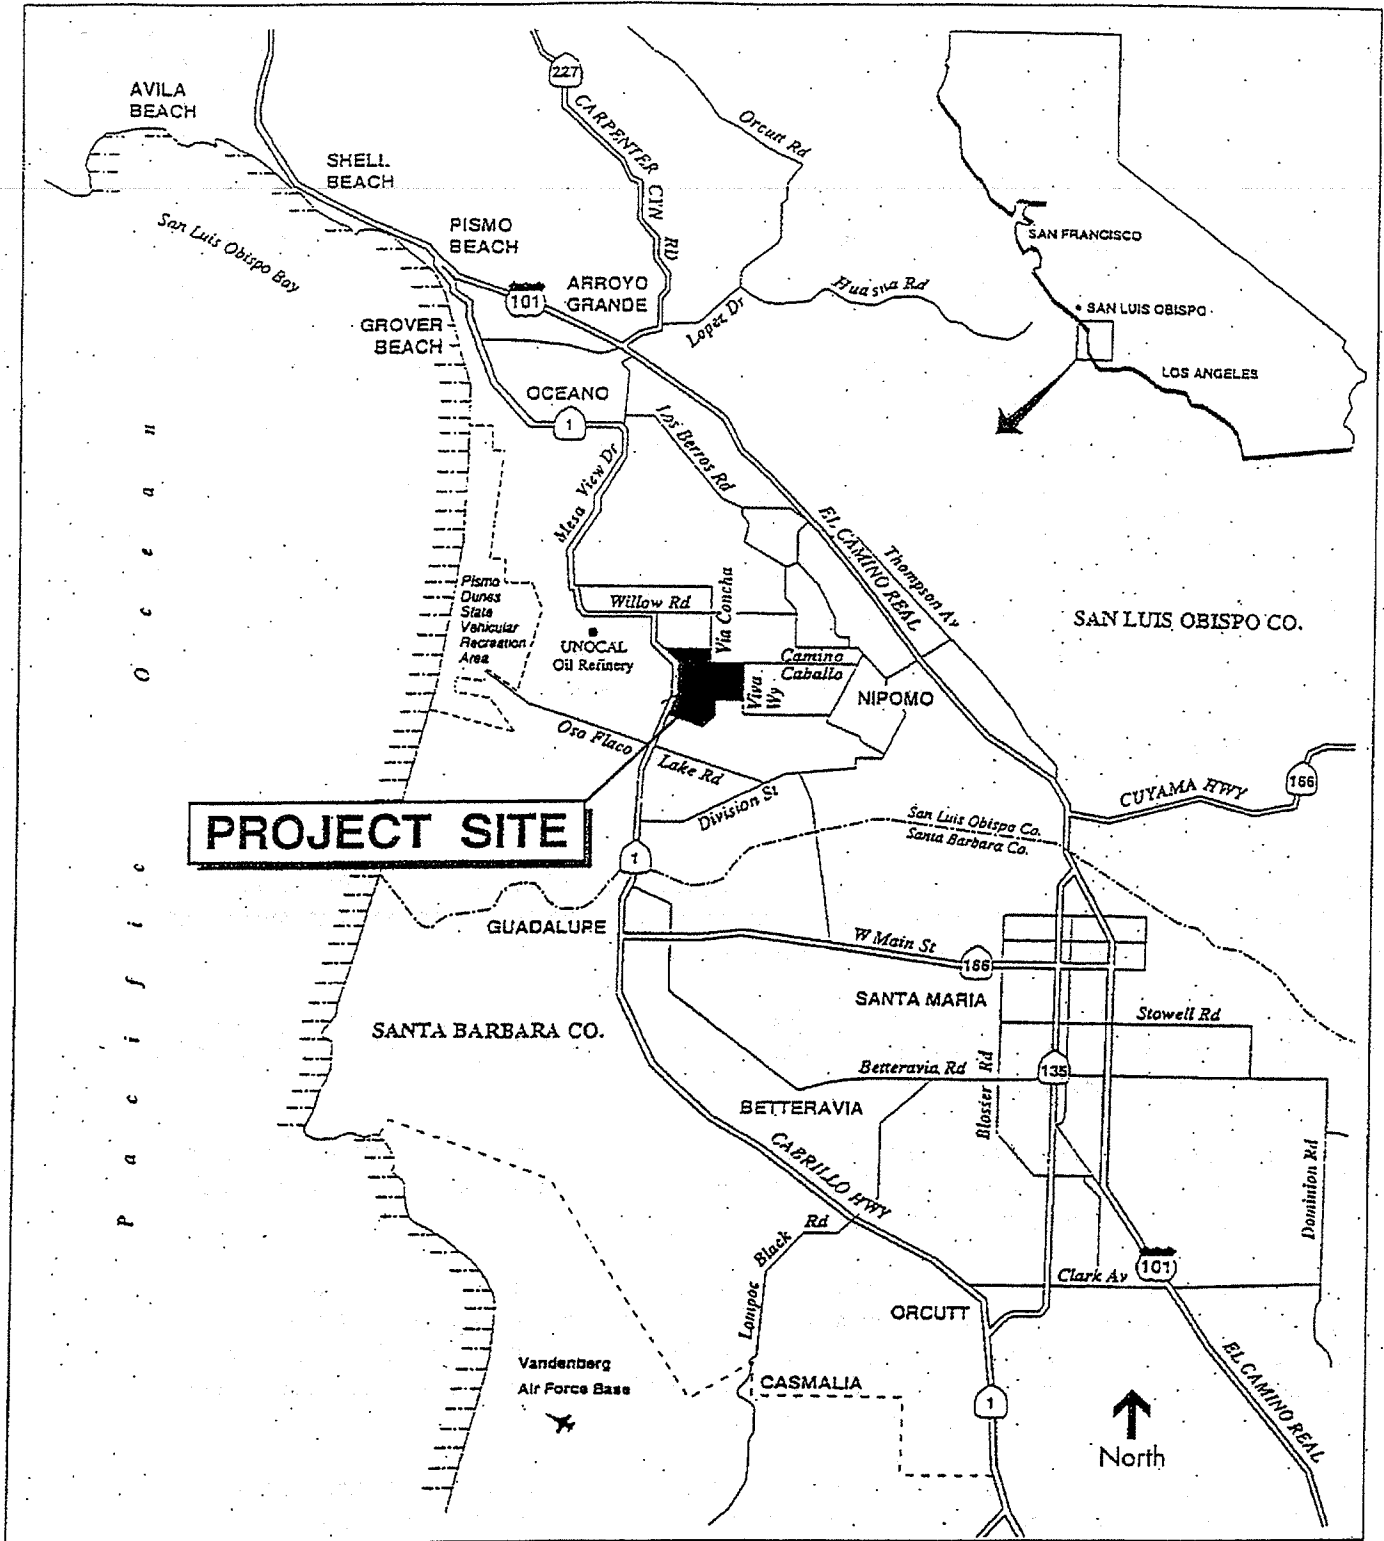 227
AVILA
BEACH
CARPENTER CYN RD
Orcutt Rd
SHELL
BEACH
San Luis Obispo Bay
PISMO
BEACH
SAN FRANCISCO
101
ARROYO
GRANDE
Huasna Rd
Lopez Dr
SAN LUIS OBISPO
GROVER
BEACH
LOS ANGELES
OCEANO
1
Los Berros Rd
Mesa View Dr
EL CAMINO REAL
Thompson Av
Pismo
Dunes
State
Vehicular
Recreation
Area
Willow Rd
Via Concha
SAN LUIS OBISPO CO.
UNOCAL
Oil Refinery
Camino
Caballo
Viva
Wy
NIPOMO
Oso Flaco
Lake Rd
Division St
CUYAMA HWY
166
PROJECT SITE
San Luis Obispo Co.
Santa Barbara Co.
1
Pacific Ocean
GUADALUPE
W Main St
166
SANTA MARIA
Stowell Rd
SANTA BARBARA CO.
Betteravia Rd
Blosser Rd
135
BETTERAVIA
CABRILLO HWY
Dominion Rd
Lompoc Black Rd
Clark Av
101
ORCUTT
EL CAMINO REAL
Vandenberg
Air Force Base
CASMALIA
1
North